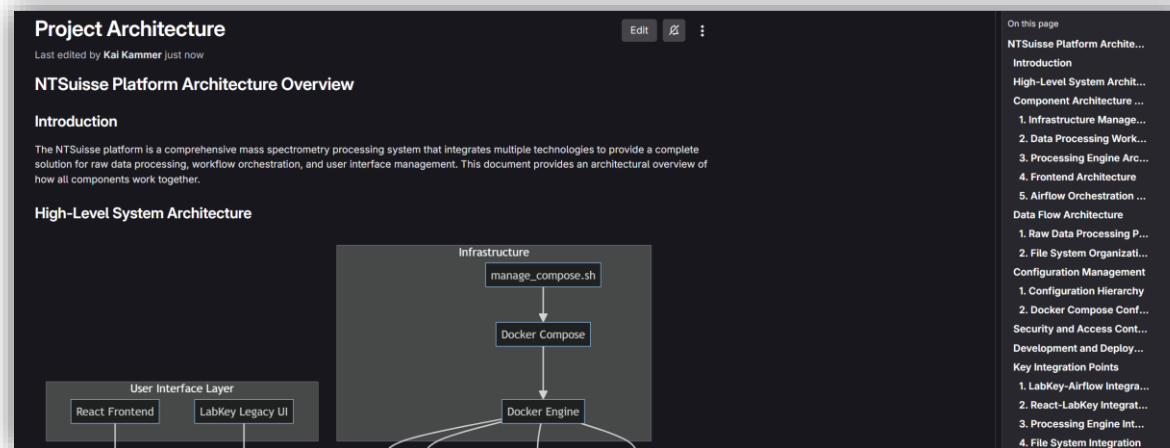 Project Architecture
Edit
Last edited by Kai Kammer just now
NTSuisse Platform Architecture Overview
Introduction
The NTSuisse platform is a comprehensive mass spectrometry processing system that integrates multiple technologies to provide a complete
solution for raw data processing, workflow orchestration, and user interface management. This document provides an architectural overview of
how all components work together.
High-Level System Architecture
Infrastructure
manage_compose.sh
Docker Compose
User Interface Layer
React Frontend
LabKey Legacy UI
Docker Engine
On this page
NTSuisse Platform Archite...
Introduction
High-Level System Archit...
Component Architecture ...
1. Infrastructure Manage...
2. Data Processing Work...
3. Processing Engine Arc...
4. Frontend Architecture
5. Airflow Orchestration ...
Data Flow Architecture
1. Raw Data Processing P...
2. File System Organizati...
Configuration Management
1. Configuration Hierarchy
2. Docker Compose Conf...
Security and Access Cont...
Development and Deploy...
Key Integration Points
1. LabKey-Airflow Integra...
2. React-LabKey Integrat...
3. Processing Engine Int...
4. File System Integration